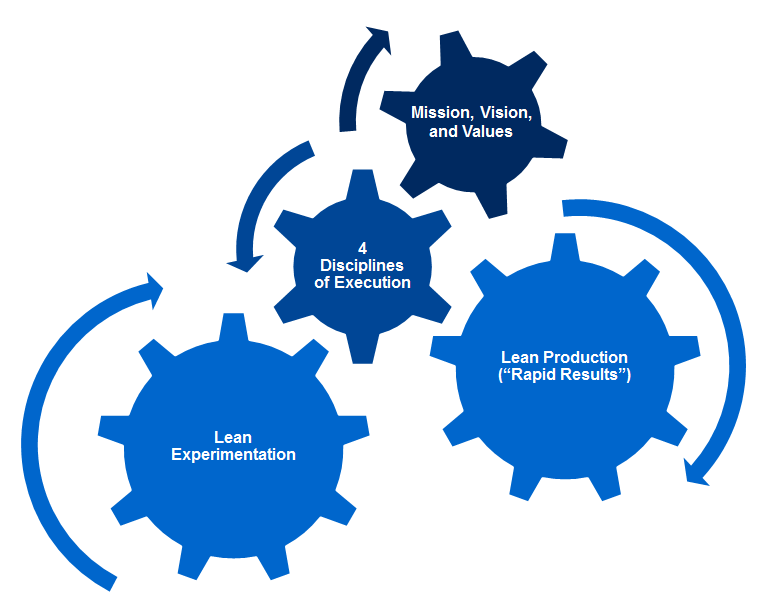 Mission, Vision,
and Values
4
Disciplines
of Execution
Lean Production
(“Rapid Results”)
Lean
Experimentation